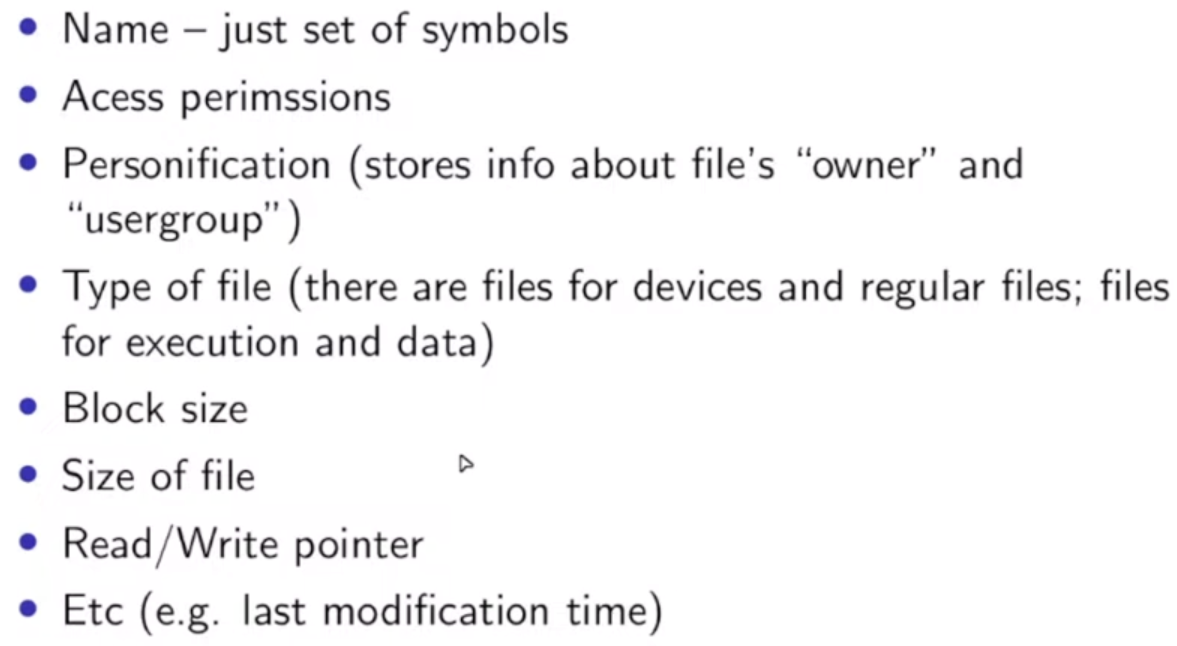 • Name – just set of symbols
• Acess perimssions
• Personification (stores info about file's “owner” and
“usergroup”)
• Type of file (there are files for devices and regular files; files
for execution and data)
• Block size
• Size of file
• Read/Write pointer
• Etc (e.g. last modification time)